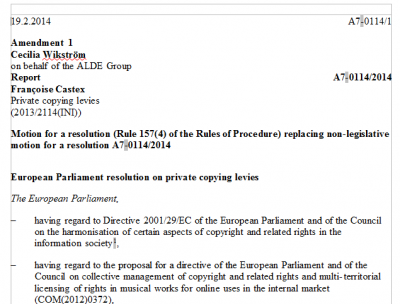 19.2.2014 A7-0114/1
Amendment 1
Cecilia Wikström
on behalf of the ALDE Group
Report A7-0114/2014
Françoise Castex
Private copying levies
(2013/2114(INI))
Motion for a resolution (Rule 157(4) of the Rules of Procedure) replacing non-legislative
motion for a resolution A7-0114/2014
European Parliament resolution on private copying levies
The European Parliament,
– having regard to Directive 2001/29/EC of the European Parliament and of the Council
on the harmonisation of certain aspects of copyright and related rights in the
information society¹,
– having regard to the proposal for a directive of the European Parliament and of the
Council on collective management of copyright and related rights and multi-territorial
licensing of rights in musical works for online uses in the internal market
(COM(2012)0372),